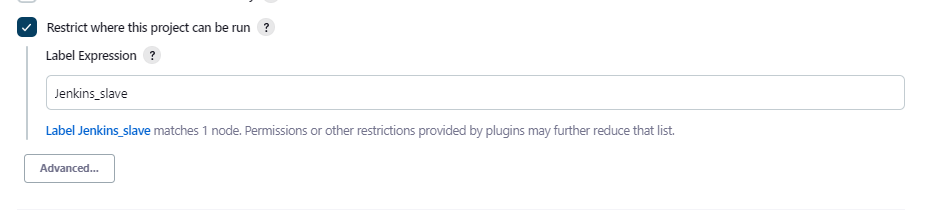 Restrict where this project can be run ?
Label Expression ?
Jenkins_slave
Label Jenkins_slave matches 1 node. Permissions or other restrictions provided by plugins may further reduce that list.
Advanced...